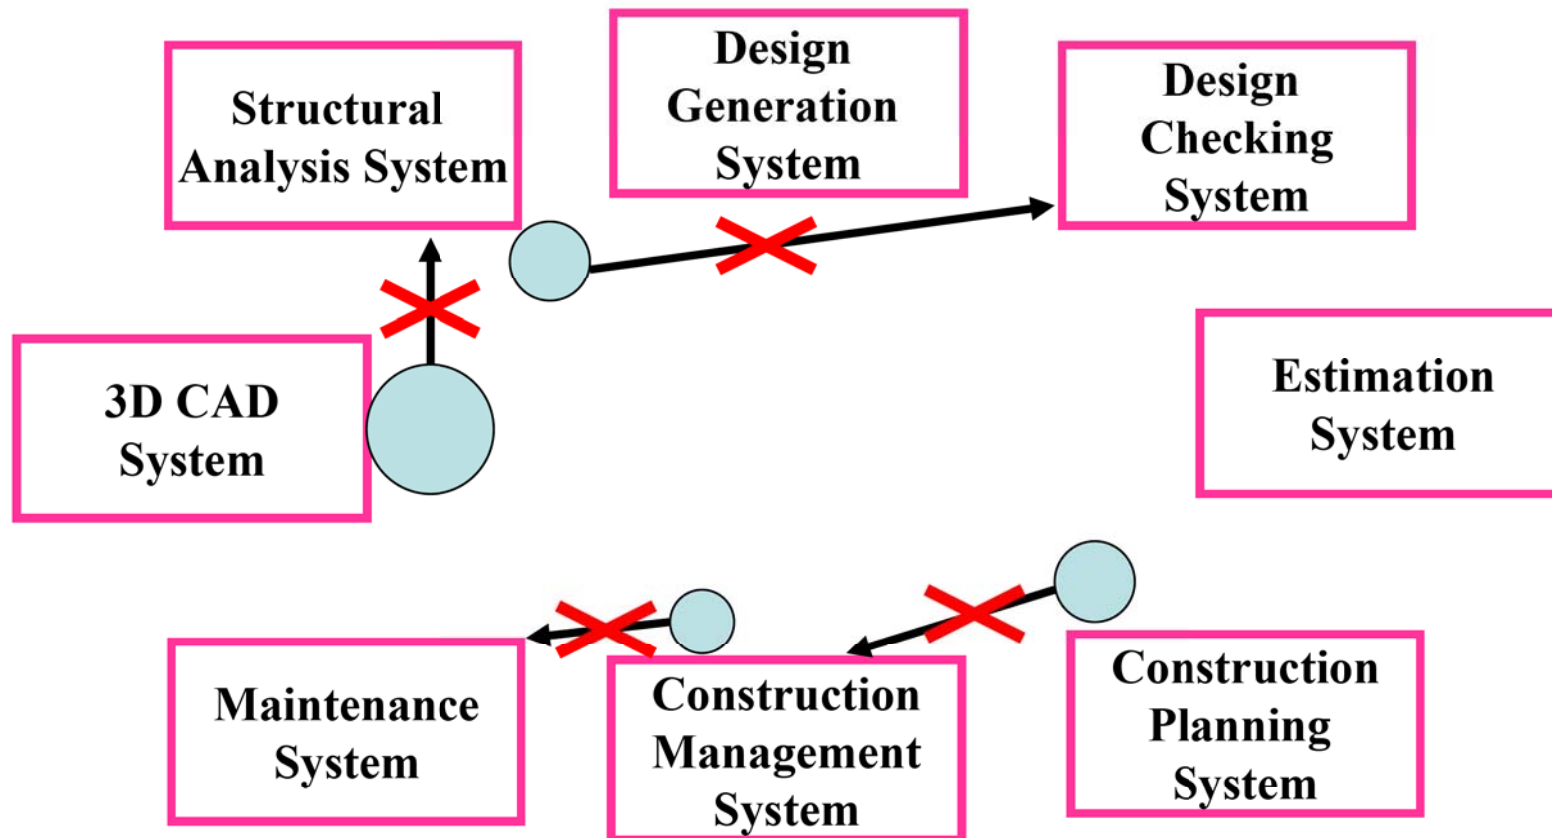 Structural
Analysis System
Design
Generation
System
Design
Checking
System
3D CAD
System
Estimation
System
Maintenance
System
Construction
Management
System
Construction
Planning
System